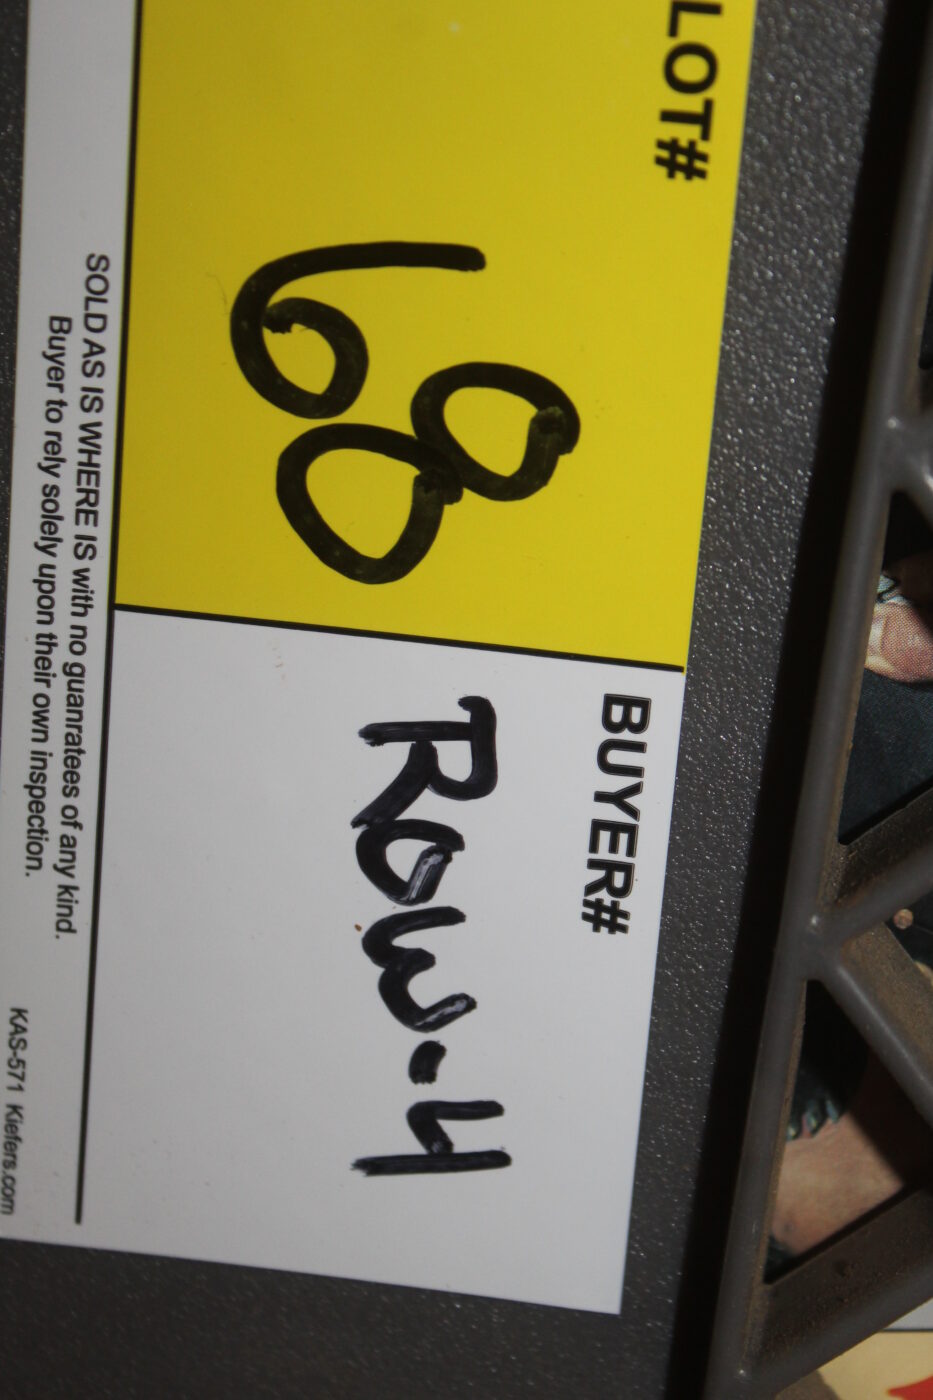 LOT#
68
BUYER#
Row-4
SOLD AS IS WHERE IS with no guanratees of any kind.
Buyer to rely solely upon their own inspection.
KAS-571 Kiefers.com